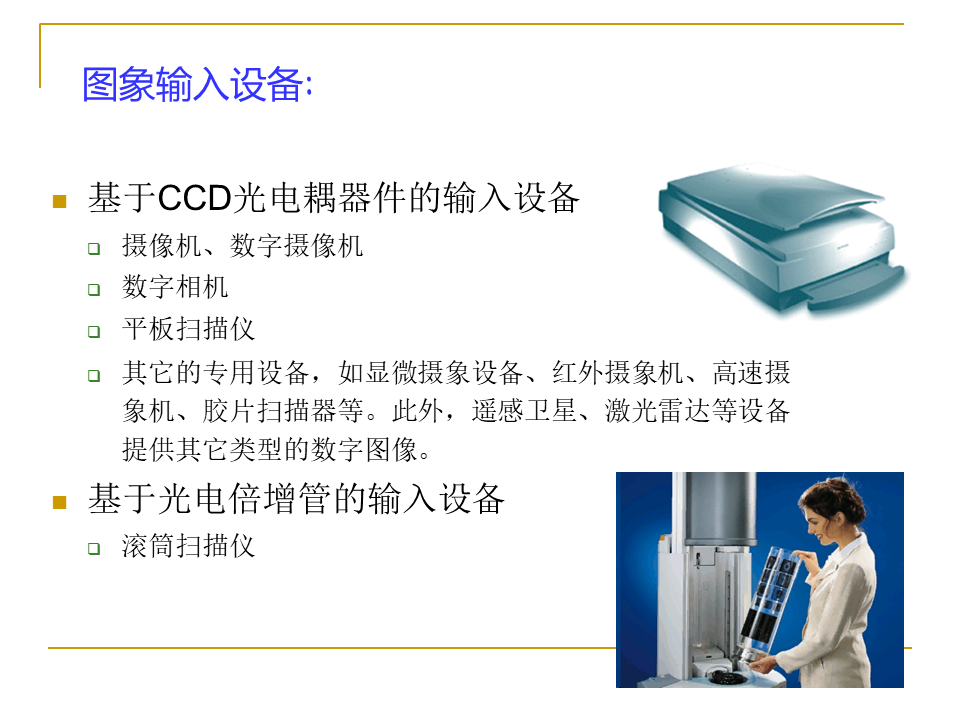 图象输入设备:
基于CCD光电耦器件的输入设备
摄像机、数字摄像机
数字相机
平板扫描仪
其它的专用设备，如显微摄象设备、红外摄象机、高速摄
象机、胶片扫描器等。此外，遥感卫星、激光雷达等设备
提供其它类型的数字图像。
基于光电倍增管的输入设备
滚筒扫描仪